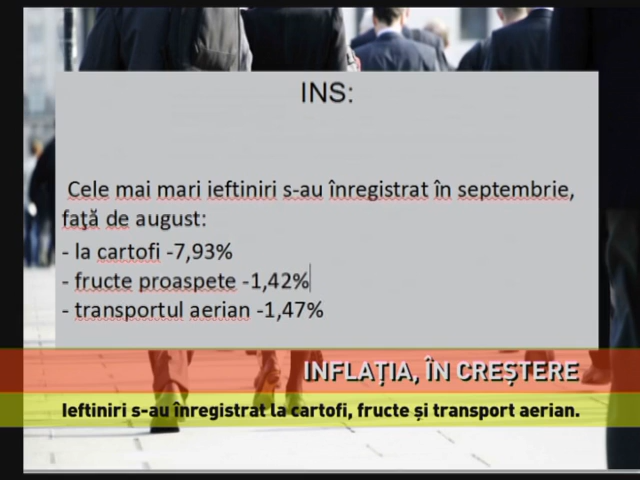 INS:
Cele mai mari ieftiniri s-au înregistrat în septembrie,
faţă de august:
- la cartofi -7,93%
- fructe proaspete -1,42%
- transportul aerian -1,47%
INFLAȚIA, ÎN CREȘTERE
Ieftiniri s-au înregistrat la cartofi, fructe și transport aerian.